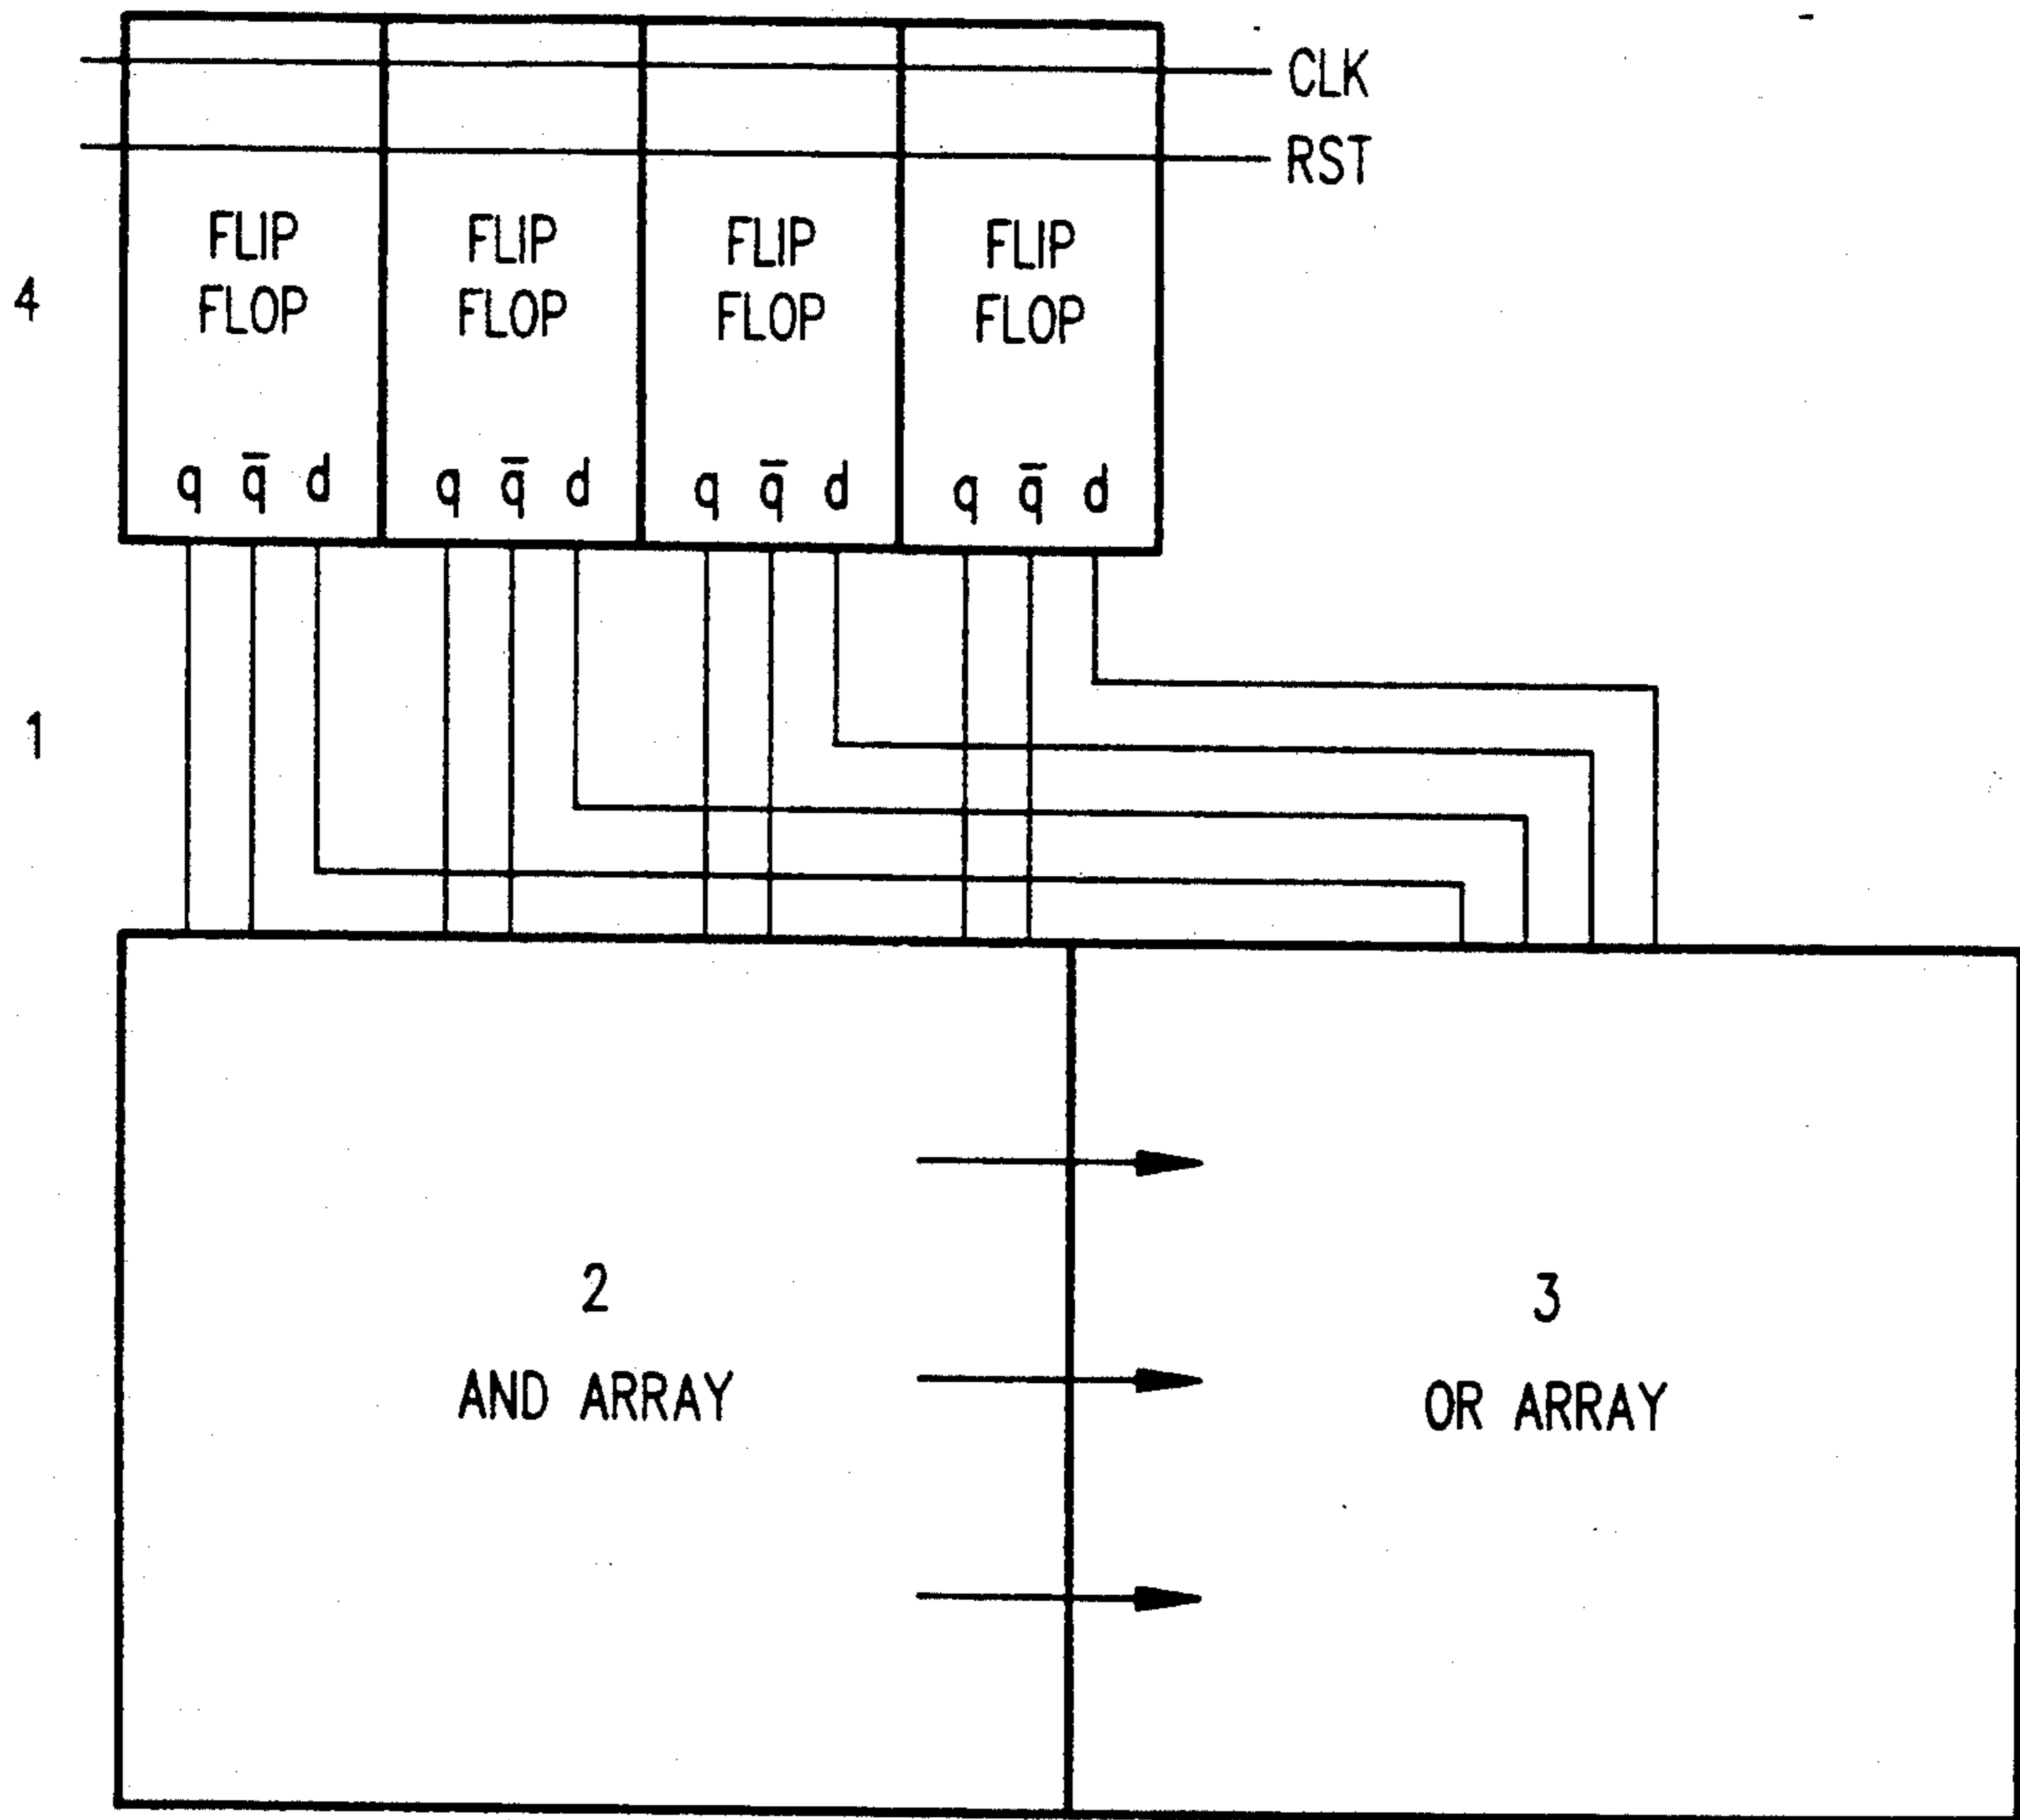 CLK
RST
FLIP FLIP FLIP FLIP
FLOP FLOP FLOP FLOP
4
q q̅ d q q̅ d q q̅ d q q̅ d
1
2
AND ARRAY
3
OR ARRAY